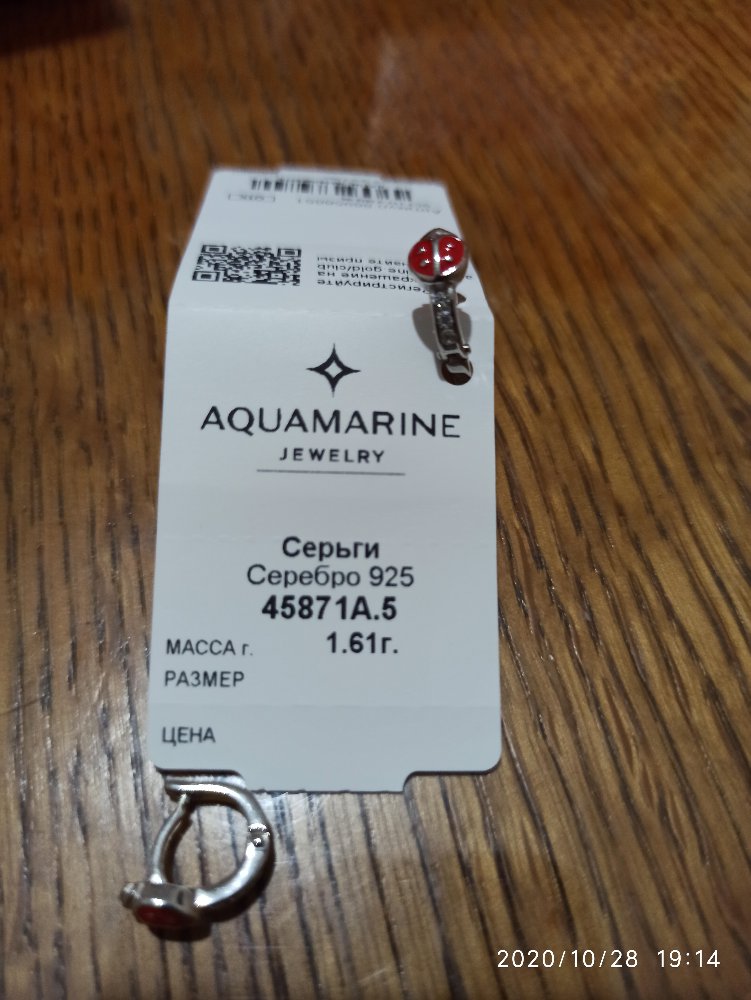 AQUAMARINE
JEWELRY
Серьги
Серебро 925
45871А.5
МАССА г. 1.61г.
РАЗМЕР
ЦЕНА
2020/10/28 19:14